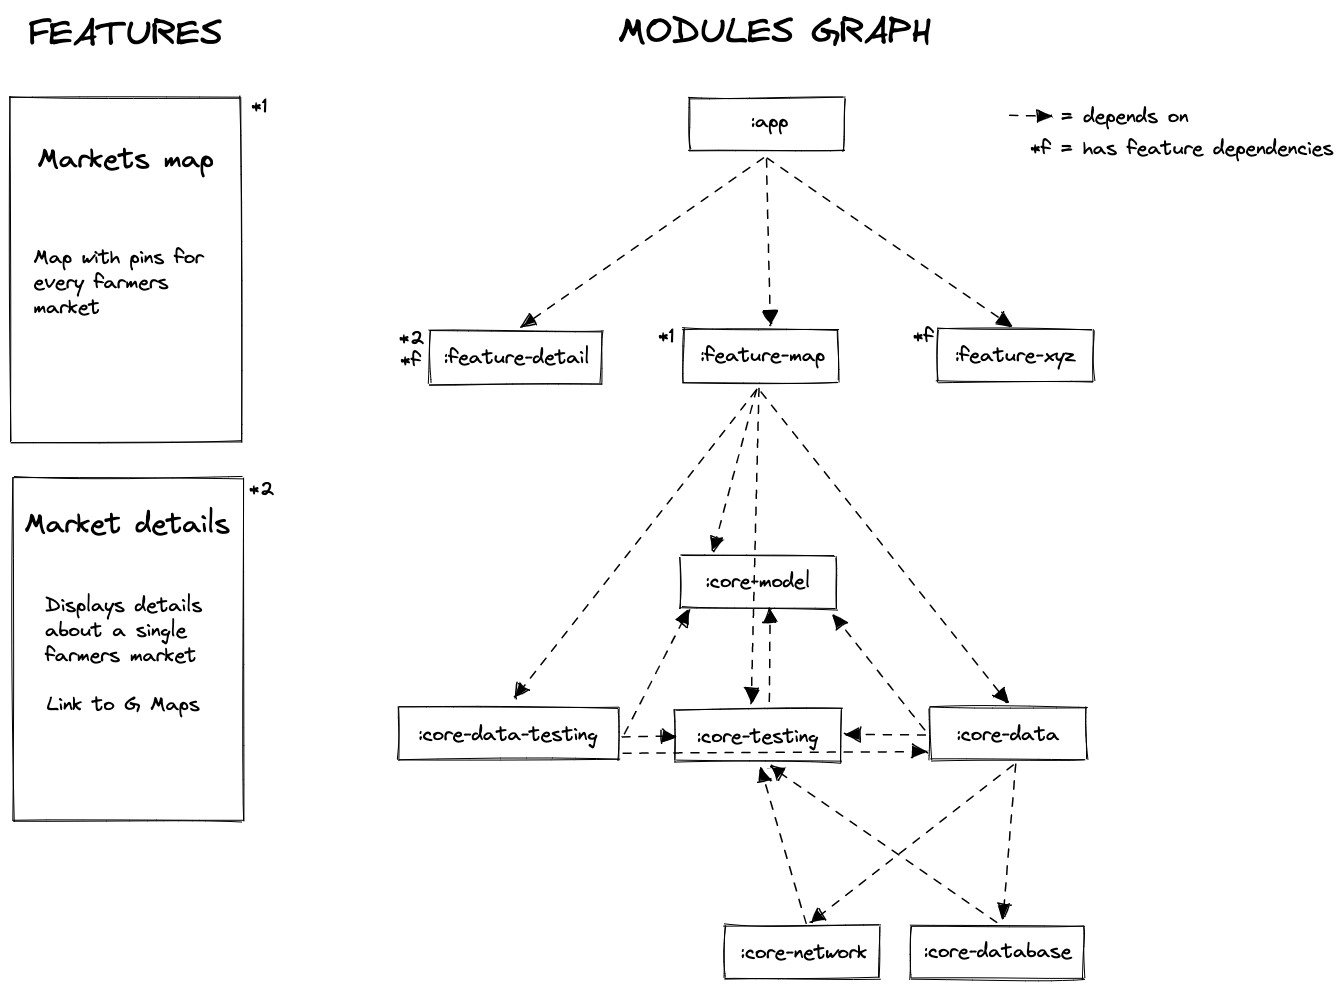 FEATURES
MODULES GRAPH
*1
Markets map
Map with pins for
every farmers
market
*2
Market details
Displays details
about a single
farmers market
Link to G Maps
:app
= depends on
*f = has feature dependencies
*2
*f
:feature-detail
*1
:feature-map
*f
:feature-xyz
:core-model
:core-data-testing
:core-testing
:core-data
:core-network
:core-database